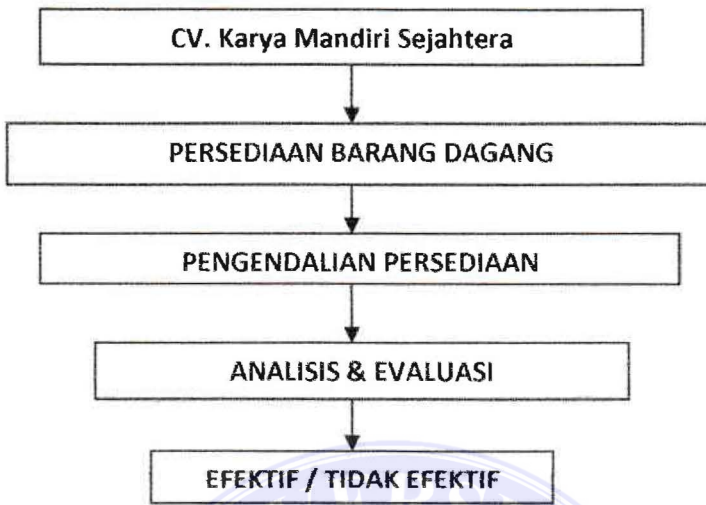 CV. Karya Mandiri Sejahtera
PERSEDIAAN BARANG DAGANG
PENGENDALIAN PERSEDIAAN
ANALISIS & EVALUASI
EFEKTIF / TIDAK EFEKTIF